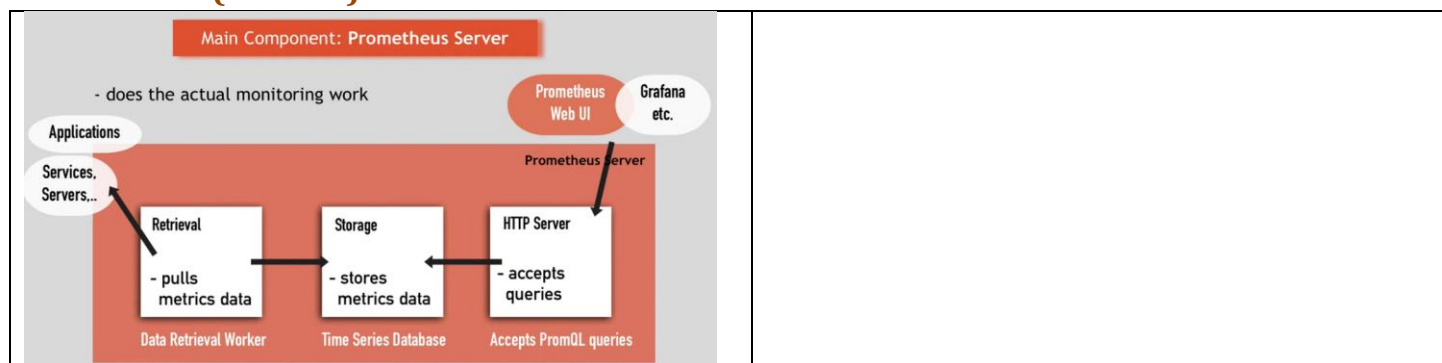 Main Component: Prometheus Server
- does the actual monitoring work
Prometheus
Web UI
Grafana
etc.
Applications
Services,
Servers,..
Prometheus Server
Retrieval
- pulls
metrics data
Storage
- stores
metrics data
HTTP Server
- accepts
queries
Data Retrieval Worker
Time Series Database
Accepts PromQL queries